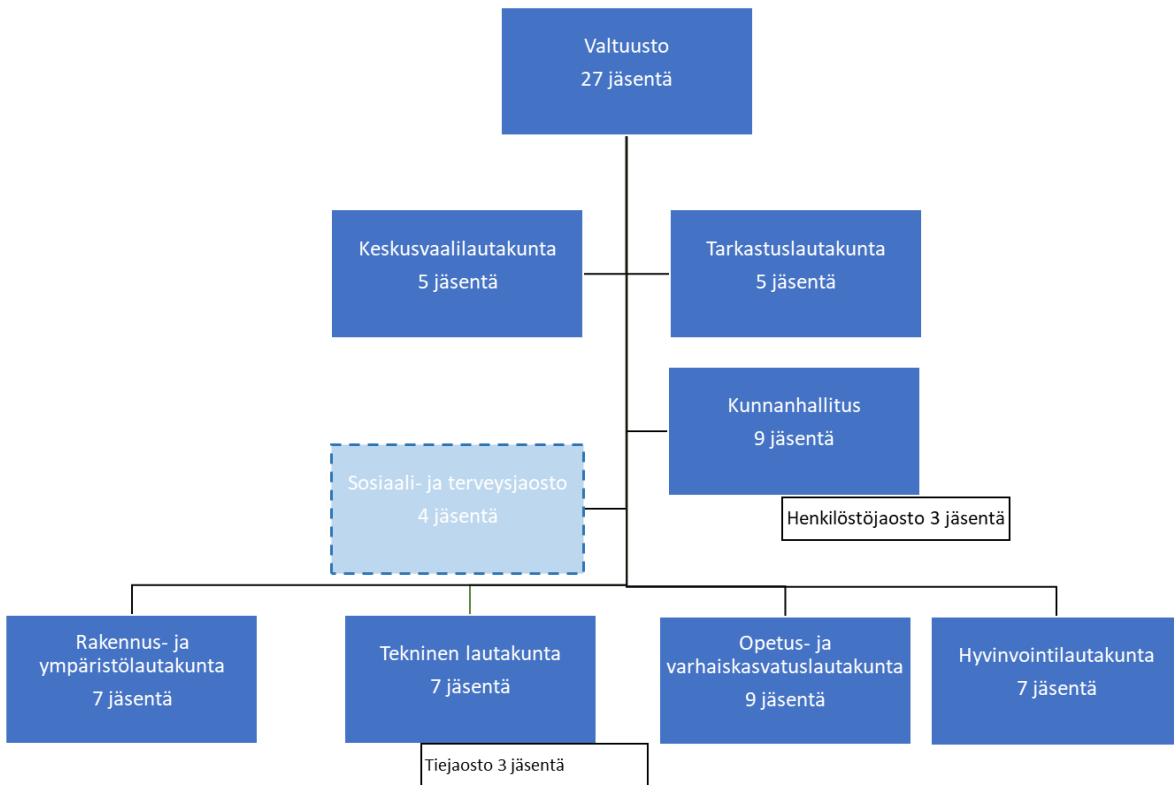 Valtuusto
27 jäsentä
Keskusvaalilautakunta
5 jäsentä
Tarkastuslautakunta
5 jäsentä
Kunnanhallitus
9 jäsentä
Henkilöstöjaosto 3 jäsentä
Sosiaali- ja terveysjaosto
4 jäsentä
Rakennus- ja
ympäristölautakunta
7 jäsentä
Tekninen lautakunta
7 jäsentä
Tiejaosto 3 jäsentä
Opetus- ja
varhaiskasvatuslautakunta
9 jäsentä
Hyvinvointilautakunta
7 jäsentä